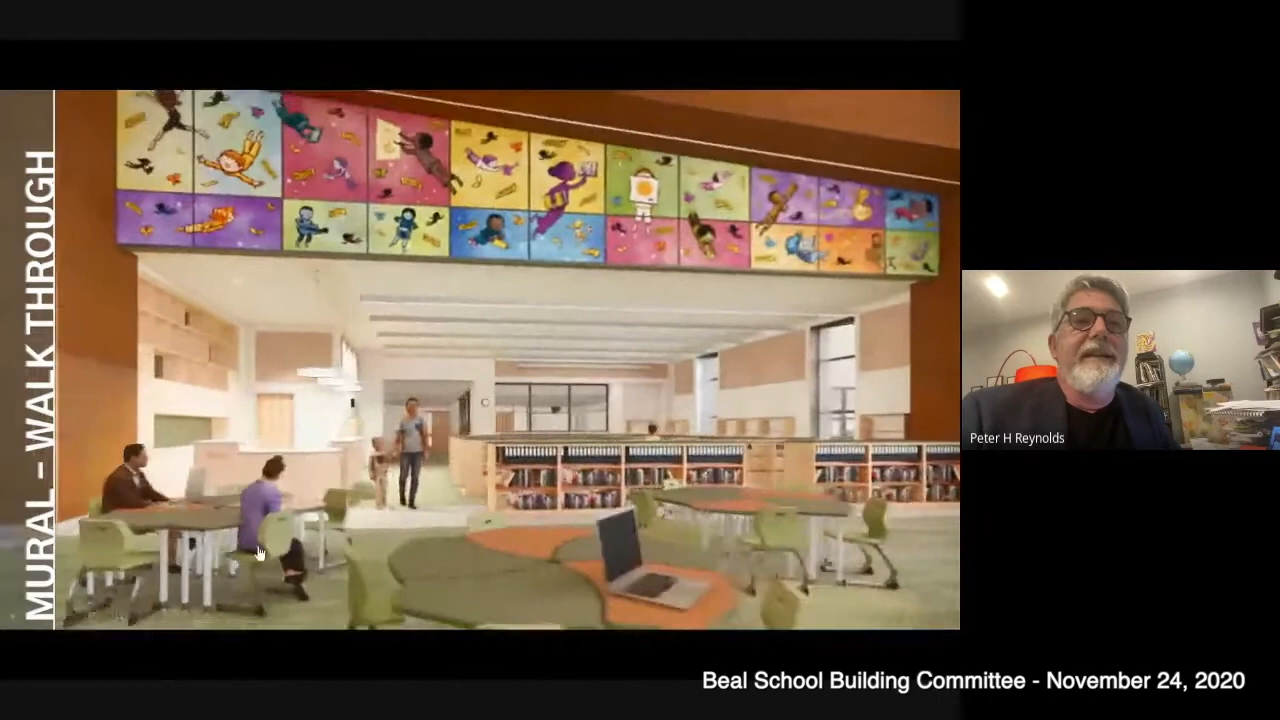 MURAL – WALK THROUGH
Peter H Reynolds
Beal School Building Committee - November 24, 2020